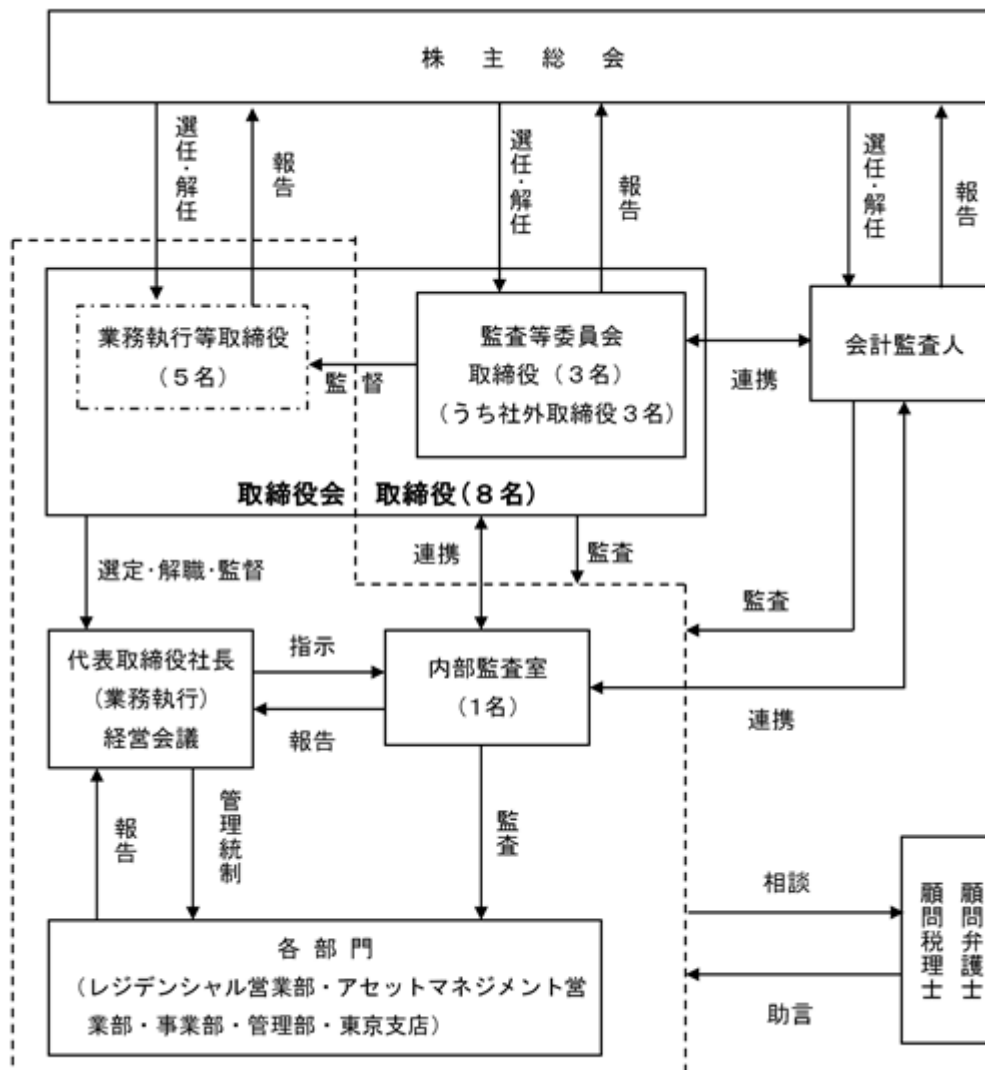 株主総会
選任・解任
報告
選任・解任
報告
選任・解任
報告
業務執行等取締役
（５名）
監督
監査等委員会
取締役（３名）
（うち社外取締役３名）
連携
会計監査人
取締役会　取締役（８名）
選定・解職・監督
連携
監査
監査
代表取締役社長
（業務執行）
経営会議
指示
報告
内部監査室
（１名）
連携
報告
管理統制
監査
各部門
（レジデンシャル営業部・アセットマネジメント営
業部・事業部・管理部・東京支店）
相談
助言
顧問弁護士
顧問税理士